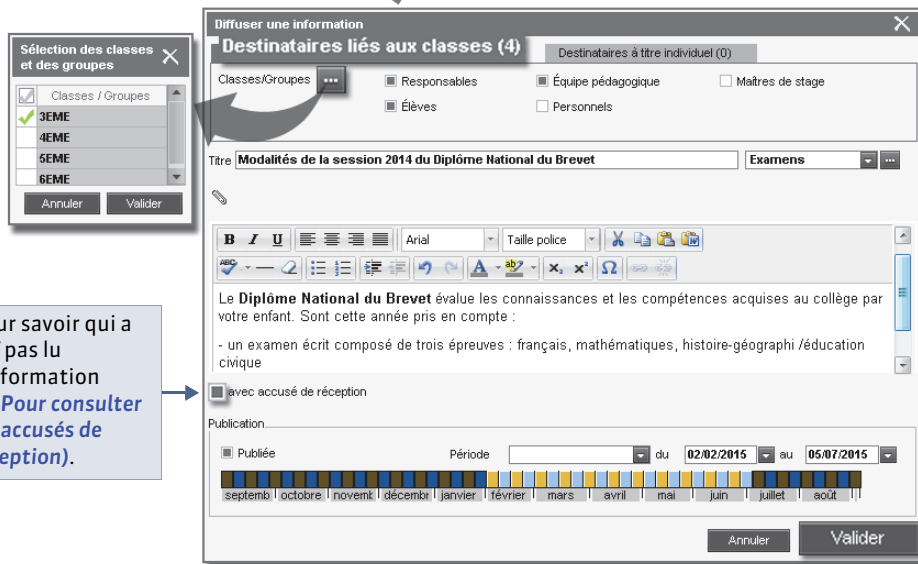 Sélection des classes
et des groupes
Classes / Groupes
3EME
4EME
5EME
6EME
Annuler Valider
Diffuser une information
Destinataires liés aux classes (4) Destinataires à titre individuel (0)
Classes/Groupes ... Responsables Équipe pédagogique Maîtres de stage
Élèves Personnels
Titre Modalités de la session 2014 du Diplôme National du Brevet Examens ...
B I U Arial Taille police
ABC A ab x₂ x² Ω
Le Diplôme National du Brevet évalue les connaissances et les compétences acquises au collège par
votre enfant. Sont cette année pris en compte :
- un examen écrit composé de trois épreuves : français, mathématiques, histoire-géographi /éducation
civique
avec accusé de réception
ur savoir qui a
pas lu
formation
Pour consulter
accusés de
eption).
Publication
Publiée Période du 02/02/2015 au 05/07/2015
septemb octobre novemb décembr janvier février mars avril mai juin juillet août
Annuler Valider